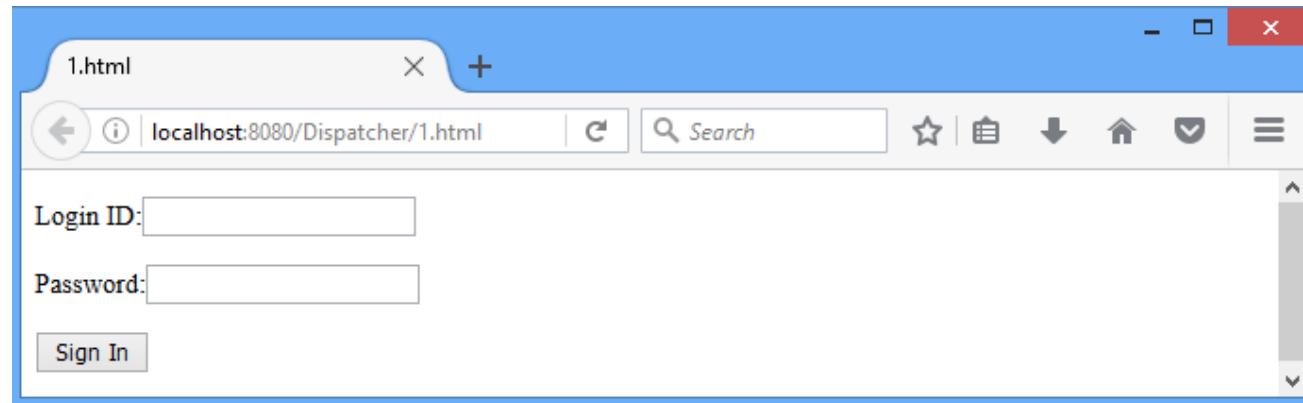 1.html
localhost:8080/Dispatcher/1.html
Search
Login ID:
Password:
Sign In